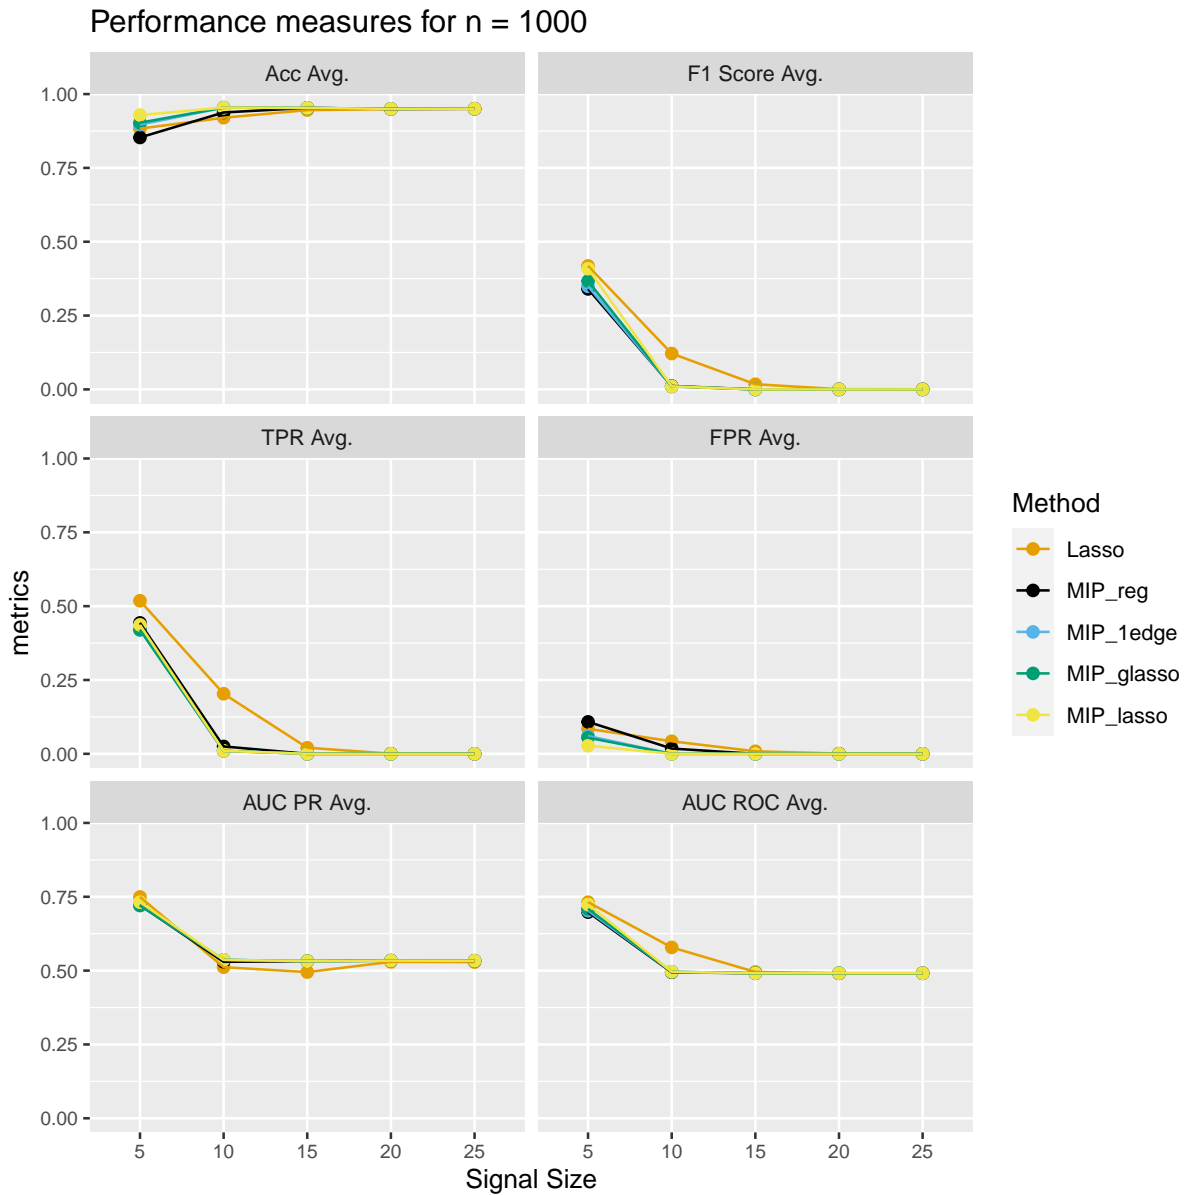 Performance measures for n = 1000
Acc Avg.
F1 Score Avg.
1.00
0.75
0.50
0.25
0.00
TPR Avg.
FPR Avg.
1.00
0.75
0.50
0.25
0.00
AUC PR Avg.
AUC ROC Avg.
1.00
0.75
0.50
0.25
0.00
5 10 15 20 25
5 10 15 20 25
Signal Size
metrics
Method
Lasso
MIP_reg
MIP_1edge
MIP_glasso
MIP_lasso